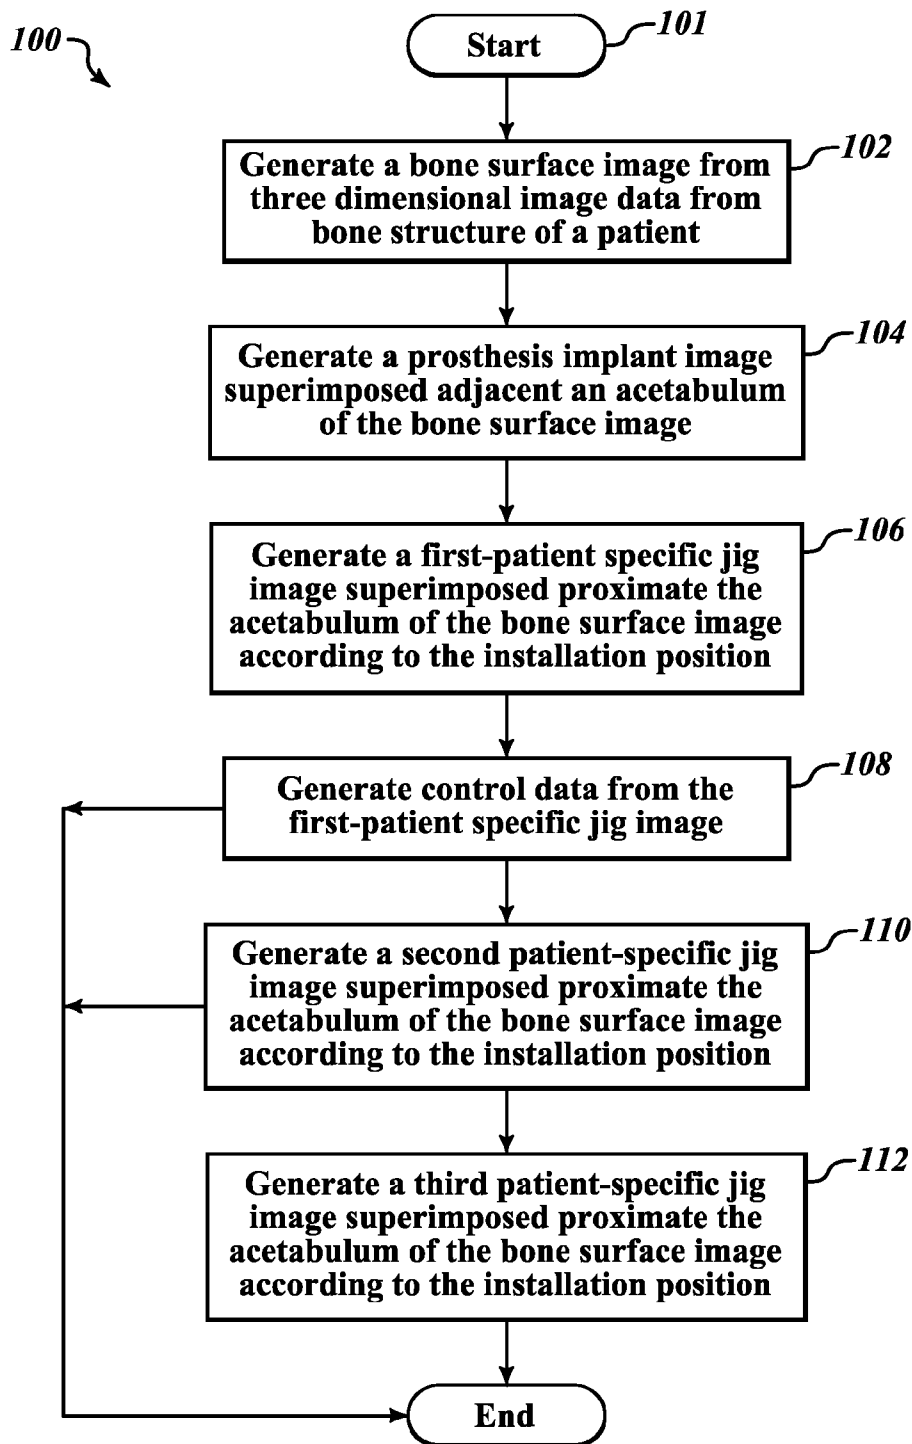 100
Start
101
Generate a bone surface image from
three dimensional image data from
bone structure of a patient
102
Generate a prosthesis implant image
superimposed adjacent an acetabulum
of the bone surface image
104
Generate a first-patient specific jig
image superimposed proximate the
acetabulum of the bone surface image
according to the installation position
106
Generate control data from the
first-patient specific jig image
108
Generate a second patient-specific jig
image superimposed proximate the
acetabulum of the bone surface image
according to the installation position
110
Generate a third patient-specific jig
image superimposed proximate the
acetabulum of the bone surface image
according to the installation position
112
End